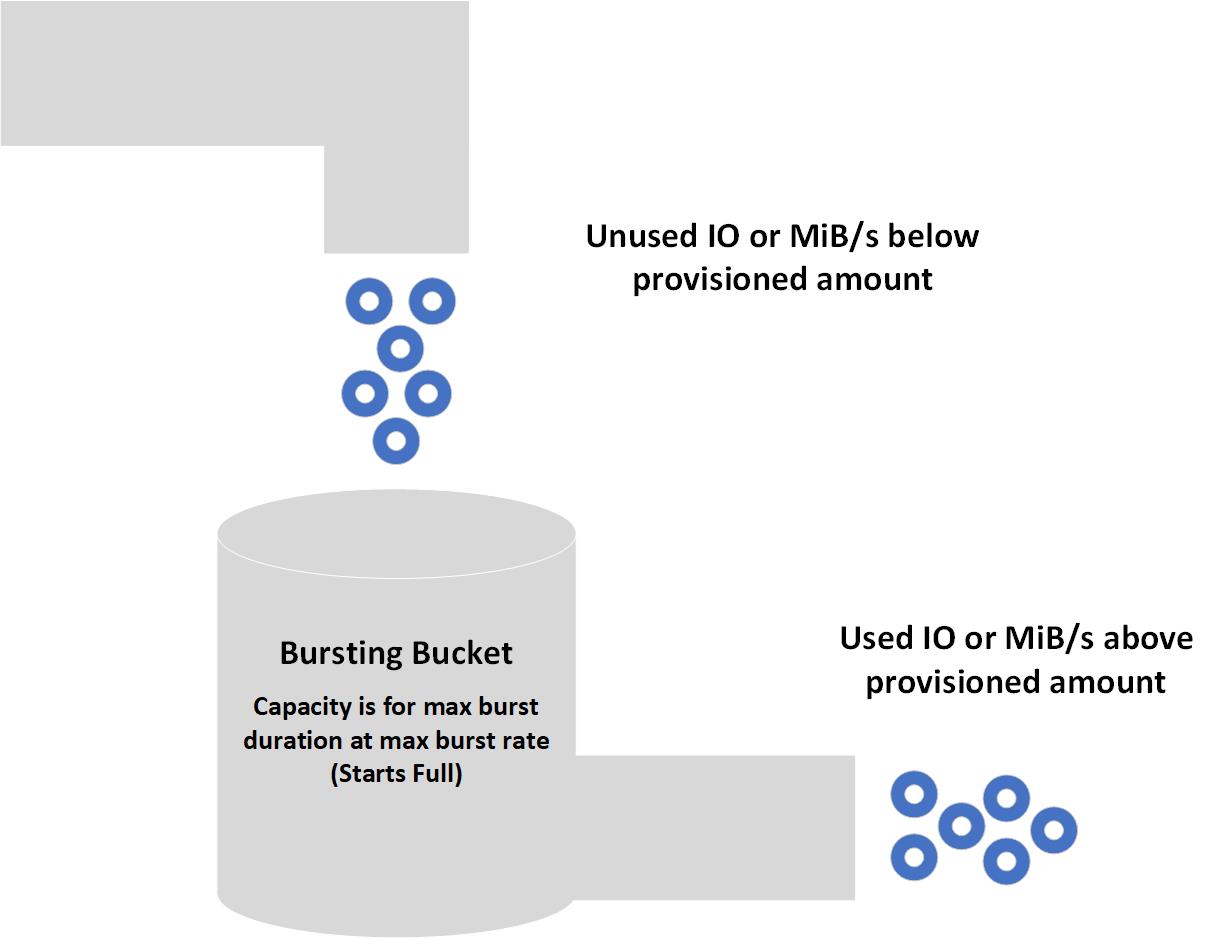 Unused IO or MiB/s below
provisioned amount
Bursting Bucket
Capacity is for max burst
duration at max burst rate
(Starts Full)
Used IO or MiB/s above
provisioned amount